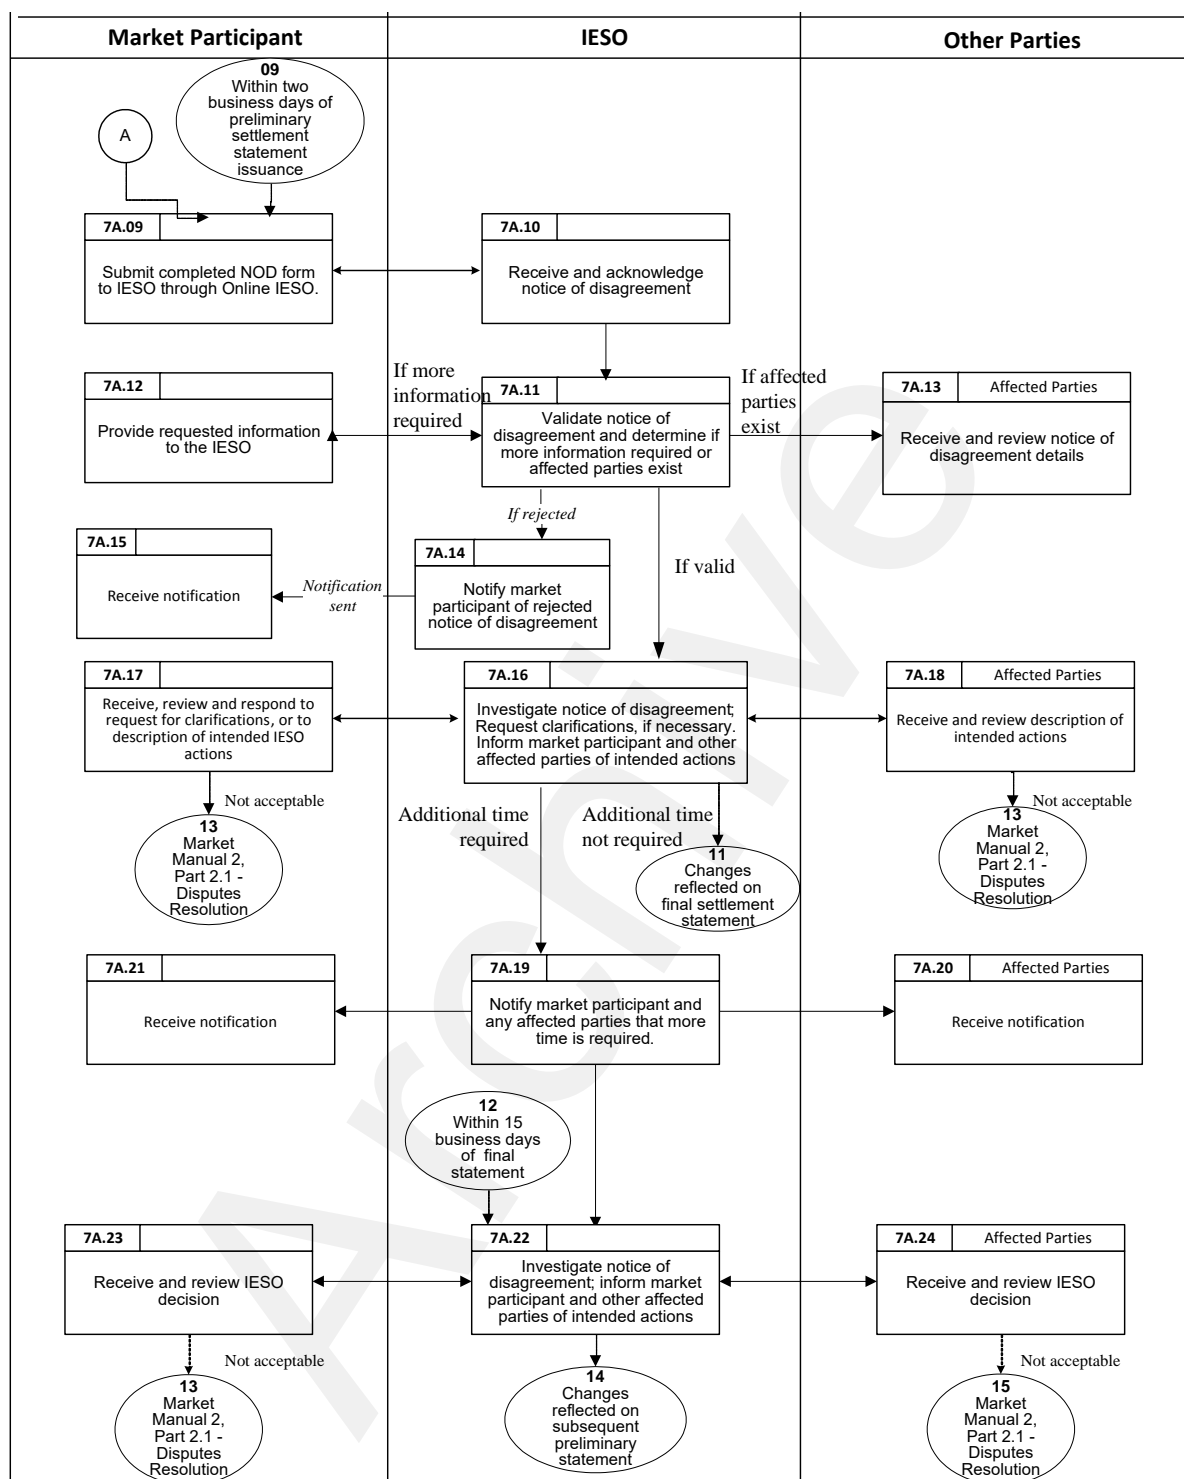 Market Participant
IESO
Other Parties
09
Within two
business days of
preliminary
settlement
statement
issuance
A
7A.09
Submit completed NOD form
to IESO through Online IESO.
7A.10
Receive and acknowledge
notice of disagreement
7A.12
Provide requested information
to the IESO
If more
information
required
7A.11
Validate notice of
disagreement and determine if
more information required or
affected parties exist
If affected
parties
exist
7A.13
Affected Parties
Receive and review notice of
disagreement details
If rejected
7A.15
Receive notification
Notification
sent
7A.14
Notify market
participant of rejected
notice of disagreement
If valid
7A.17
Receive, review and respond to
request for clarifications, or to
description of intended IESO
actions
7A.16
Investigate notice of disagreement;
Request clarifications, if necessary.
Inform market participant and other
affected parties of intended actions
7A.18
Affected Parties
Receive and review description of
intended actions
Not acceptable
13
Market
Manual 2,
Part 2.1 -
Disputes
Resolution
Additional time
required
Additional time
not required
11
Changes
reflected on
final settlement
statement
Not acceptable
13
Market
Manual 2,
Part 2.1 -
Disputes
Resolution
7A.21
Receive notification
7A.19
Notify market participant and
any affected parties that more
time is required.
7A.20
Affected Parties
Receive notification
12
Within 15
business days
of final
statement
7A.23
Receive and review IESO
decision
7A.22
Investigate notice of
disagreement; inform market
participant and other affected
parties of intended actions
7A.24
Affected Parties
Receive and review IESO
decision
Not acceptable
13
Market
Manual 2,
Part 2.1 -
Disputes
Resolution
14
Changes
reflected on
subsequent
preliminary
statement
Not acceptable
15
Market
Manual 2,
Part 2.1 -
Disputes
Resolution
Archive